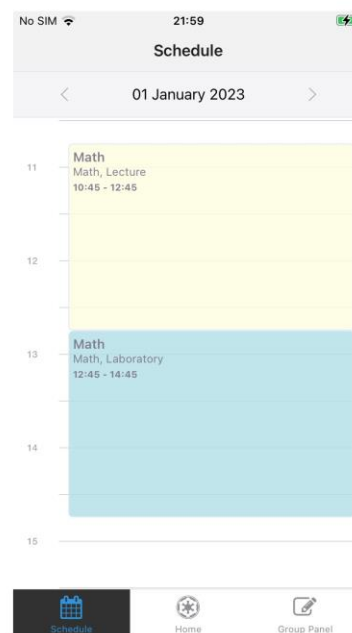 No SIM 21:59
Schedule
01 January 2023
11
Math
Math, Lecture
10:45 - 12:45
12
13
Math
Math, Laboratory
12:45 - 14:45
14
15
Schedule Home Group Panel